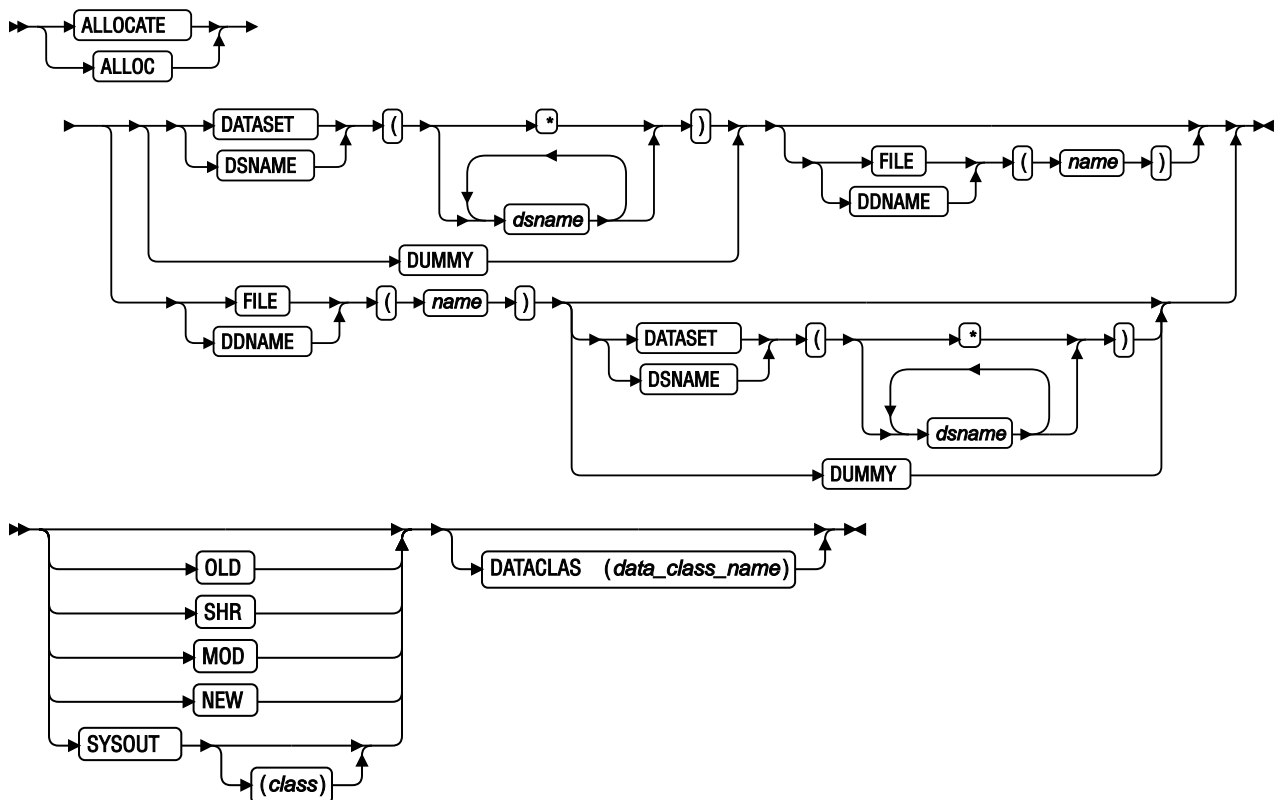 ALLOCATE
ALLOC
DATASET ( * )
DSNAME
dsname
DUMMY
FILE ( name )
DDNAME
FILE ( name )
DDNAME
DATASET ( * )
DSNAME
dsname
DUMMY
OLD
SHR
MOD
NEW
SYSOUT
(class)
DATACLAS (data_class_name)